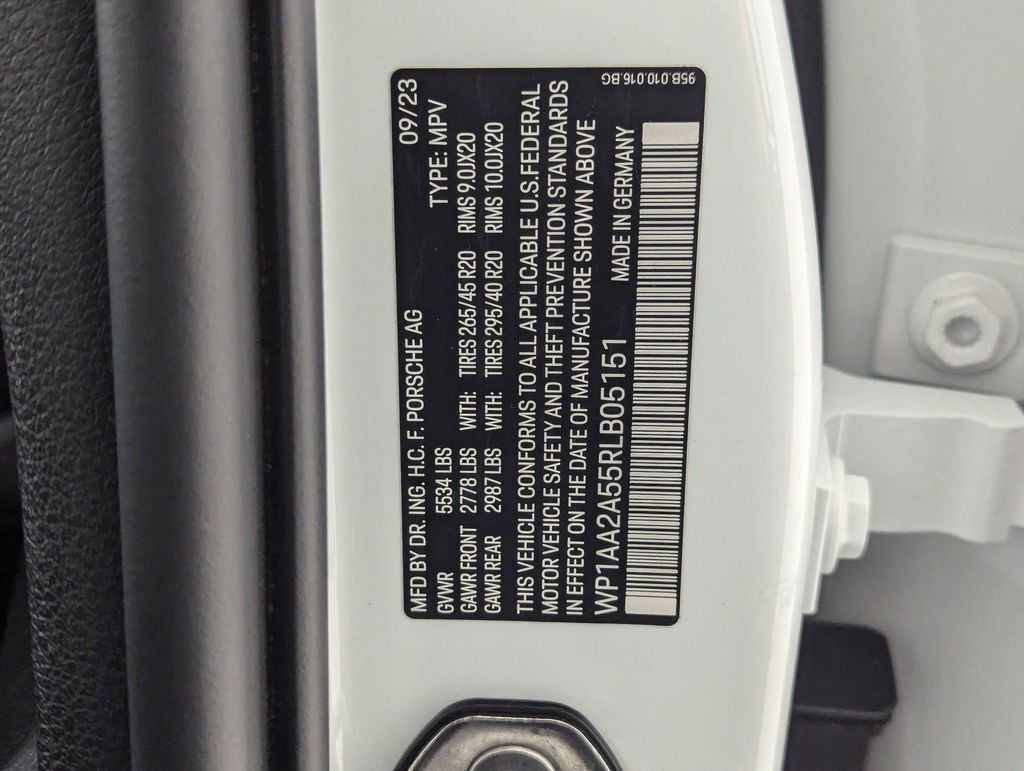 MFD BY DR. ING. H.C. F. PORSCHE AG 09/23
GVWR 5534 LBS TYPE: MPV
GAWR FRONT 2778 LBS WITH: TIRES 265/45 R20 RIMS 9.0JX20
GAWR REAR 2987 LBS WITH: TIRES 295/40 R20 RIMS 10.0JX20
THIS VEHICLE CONFORMS TO ALL APPLICABLE U.S.FEDERAL
MOTOR VEHICLE SAFETY AND THEFT PREVENTION STANDARDS
IN EFFECT ON THE DATE OF MANUFACTURE SHOWN ABOVE
WP1AA2A55RLB05151 MADE IN GERMANY
95B.010.016.BG